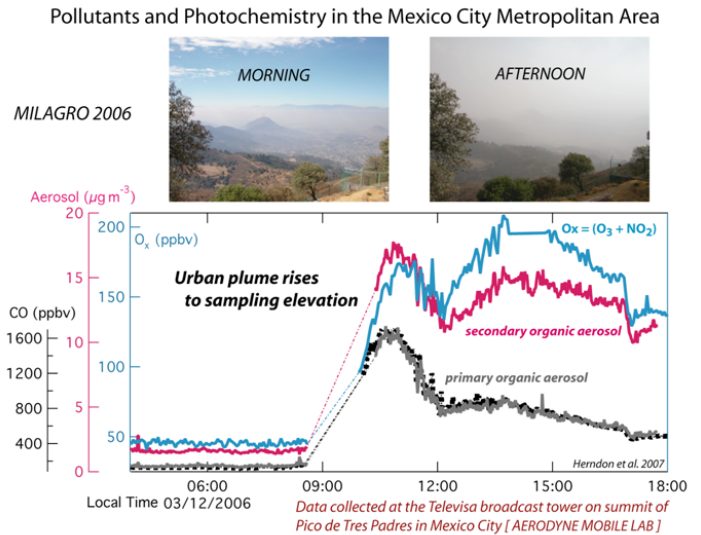 Pollutants and Photochemistry in the Mexico City Metropolitan Area
MORNING
AFTERNOON
MILAGRO 2006
Aerosol (µg m-3)
20
15
10
5
0
CO (ppbv)
1600
1200
800
400
200
150
100
50
Ox (ppbv)
Ox = (O3 + NO2)
Urban plume rises
to sampling elevation
secondary organic aerosol
primary organic aerosol
Herndon et al. 2007
06:00
09:00
12:00
15:00
18:00
Local Time 03/12/2006
Data collected at the Televisa broadcast tower on summit of
Pico de Tres Padres in Mexico City [ AERODYNE MOBILE LAB ]